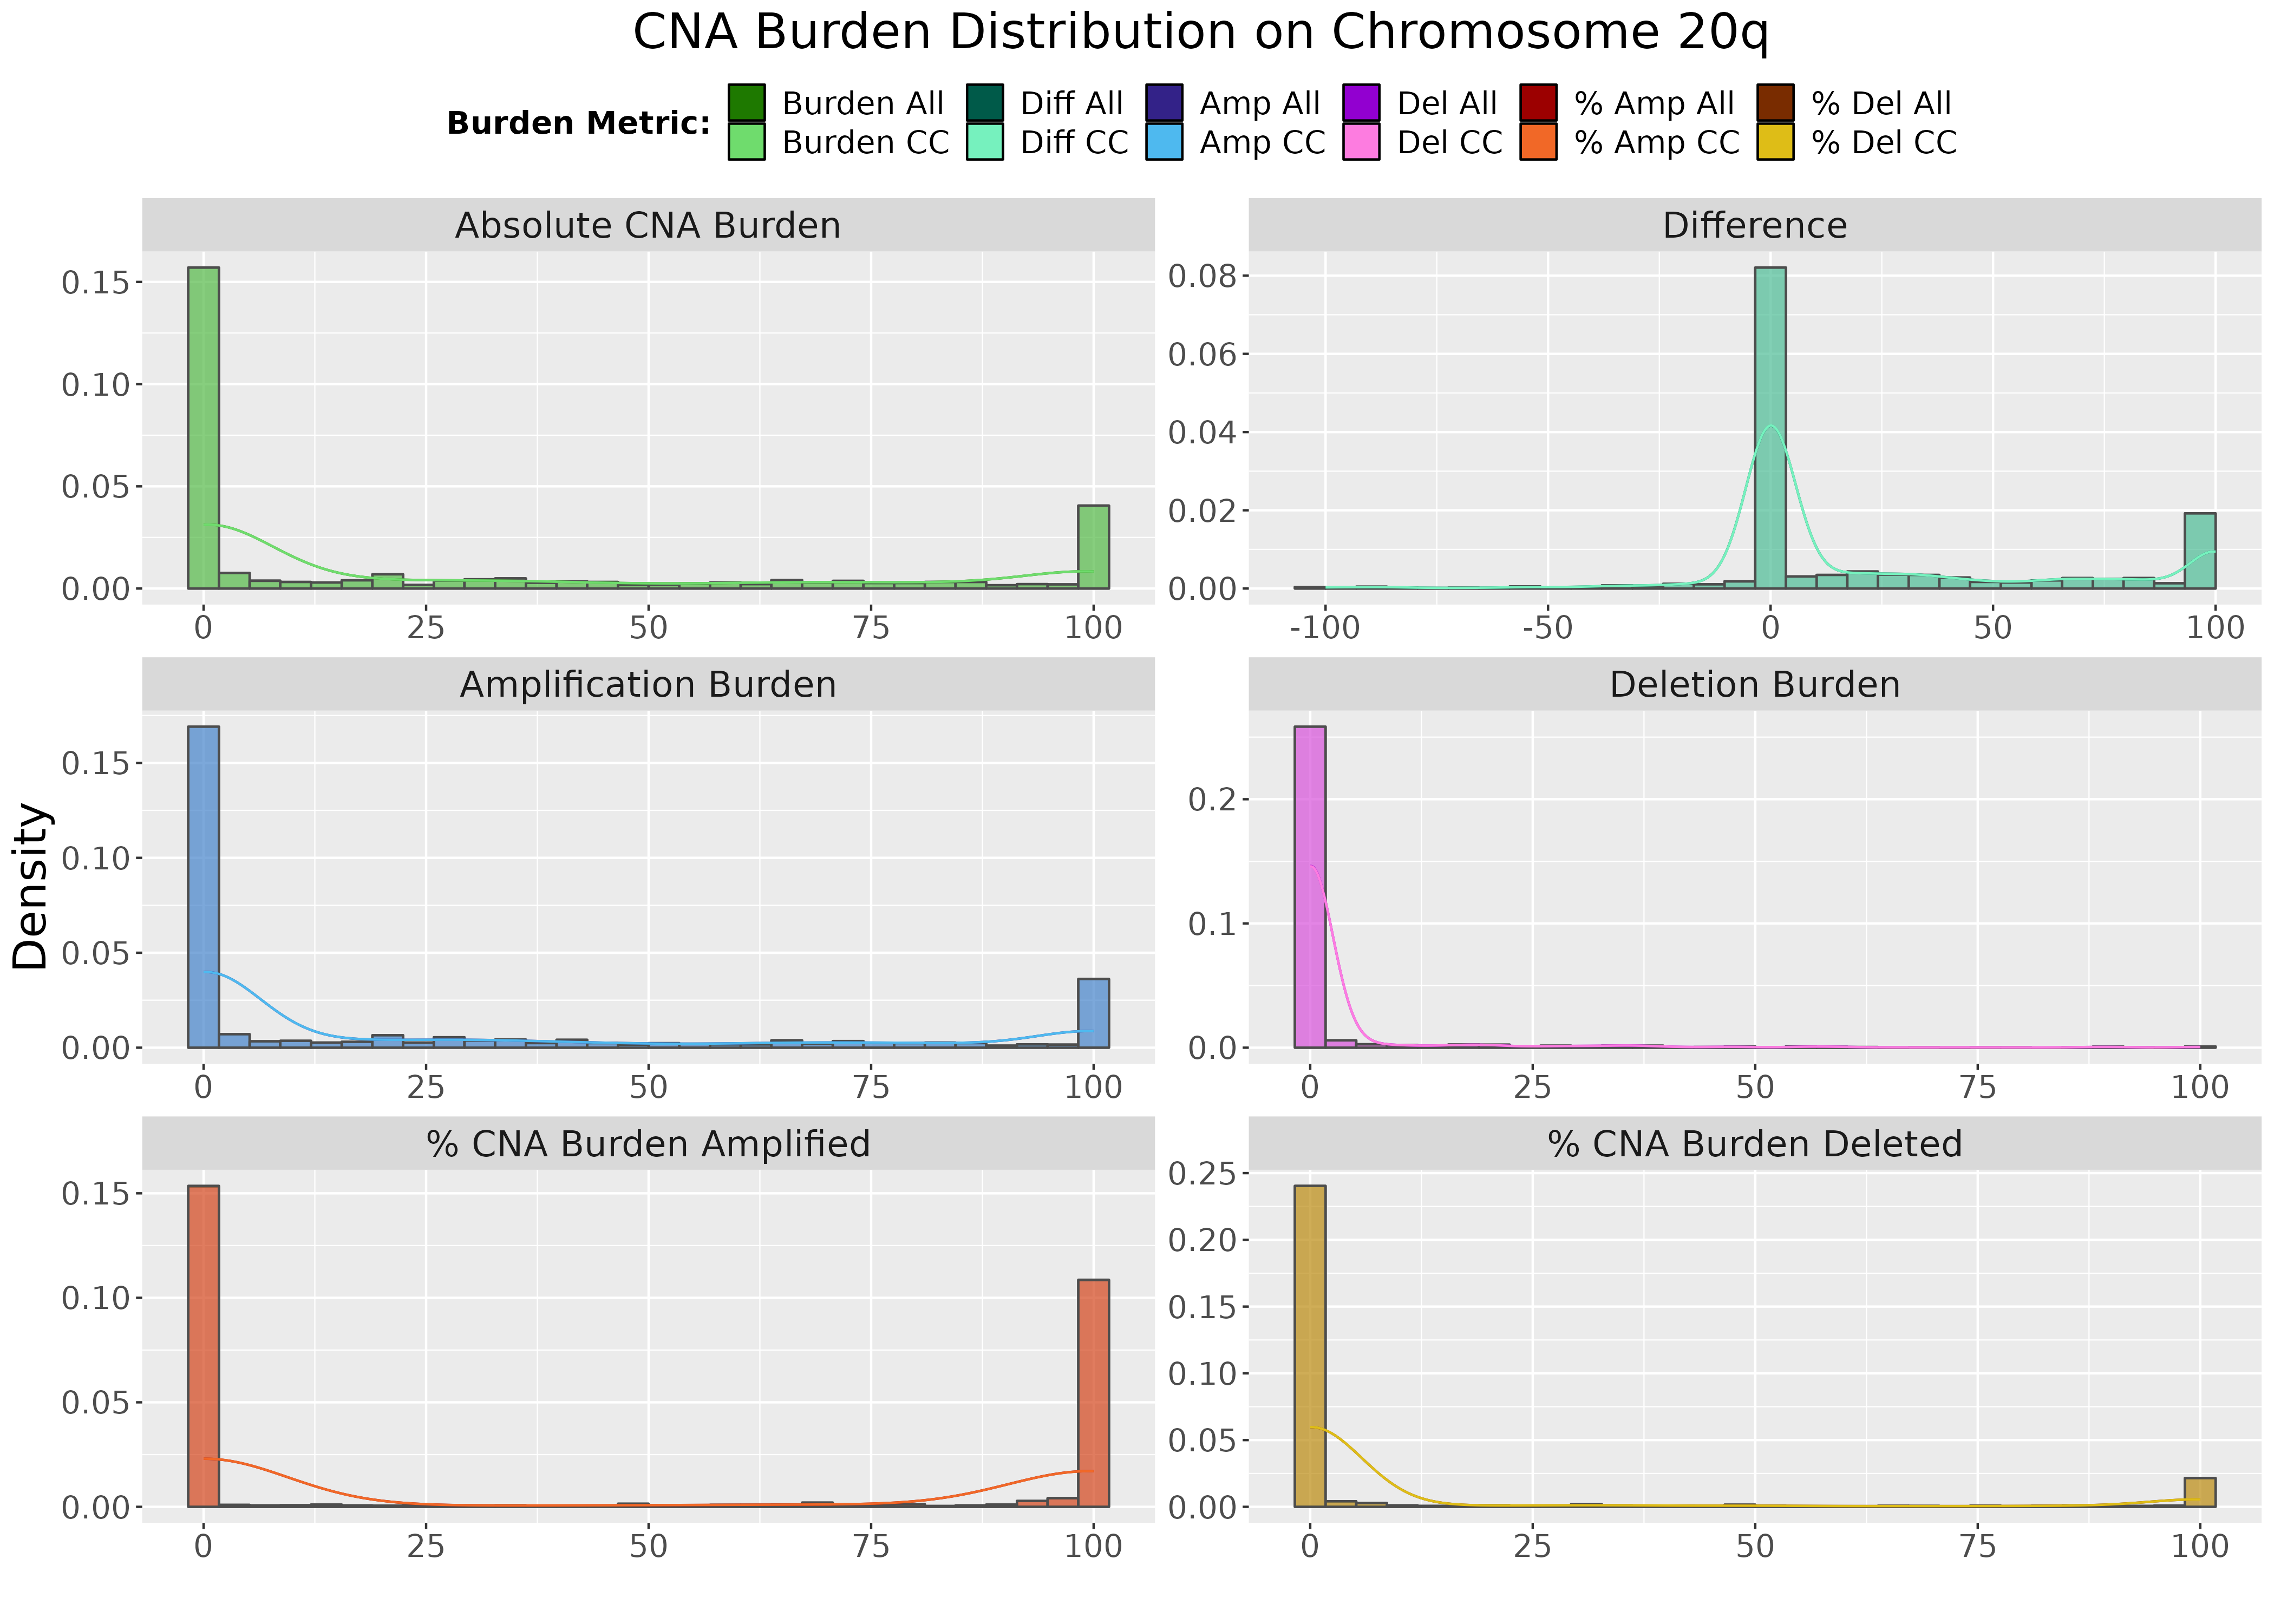 CNA Burden Distribution on Chromosome 20q
Burden Metric:
Burden All Diff All Amp All Del All % Amp All % Del All
Burden CC Diff CC Amp CC Del CC % Amp CC % Del CC
Absolute CNA Burden
0.15
0.10
0.05
0.00
0 25 50 75 100
Difference
0.08
0.06
0.04
0.02
0.00
-100 -50 0 50 100
Density
Amplification Burden
0.15
0.10
0.05
0.00
0 25 50 75 100
Deletion Burden
0.2
0.1
0.0
0 25 50 75 100
% CNA Burden Amplified
0.15
0.10
0.05
0.00
0 25 50 75 100
% CNA Burden Deleted
0.25
0.20
0.15
0.10
0.05
0.00
0 25 50 75 100